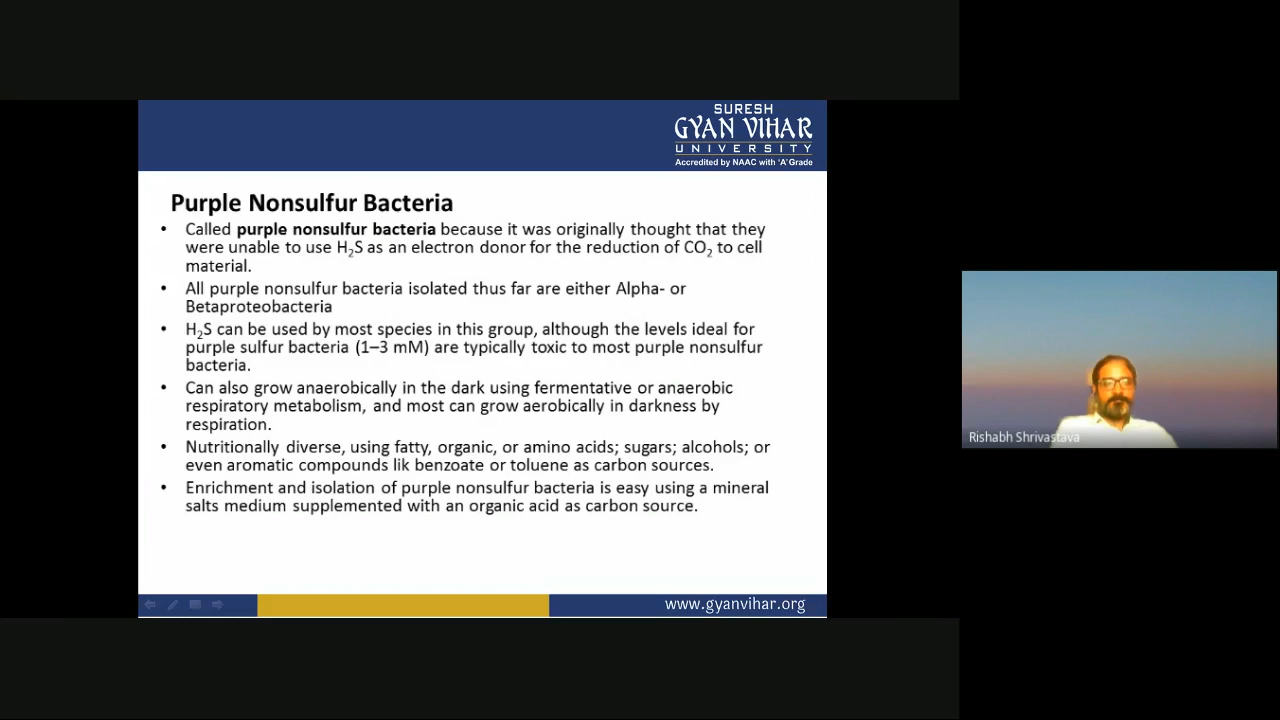 SURESH
GYAN VIHAR
UNIVERSITY
Accredited by NAAC with 'A' Grade
Purple Nonsulfur Bacteria
• Called purple nonsulfur bacteria because it was originally thought that they
were unable to use H₂S as an electron donor for the reduction of CO₂ to cell
material.
• All purple nonsulfur bacteria isolated thus far are either Alpha- or
Betaproteobacteria
• H₂S can be used by most species in this group, although the levels ideal for
purple sulfur bacteria (1–3 mM) are typically toxic to most purple nonsulfur
bacteria.
• Can also grow anaerobically in the dark using fermentative or anaerobic
respiratory metabolism, and most can grow aerobically in darkness by
respiration.
• Nutritionally diverse, using fatty, organic, or amino acids; sugars; alcohols; or
even aromatic compounds lik benzoate or toluene as carbon sources.
• Enrichment and isolation of purple nonsulfur bacteria is easy using a mineral
salts medium supplemented with an organic acid as carbon source.
www.gyanvihar.org
Rishabh Shrivastava